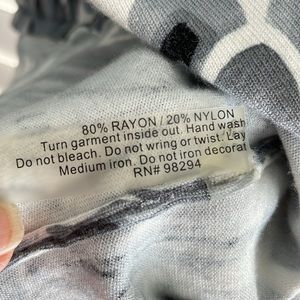 80% RAYON / 20% NYLON
Turn garment inside out. Hand wash
Do not bleach. Do not wring or twist. Lay
Medium iron. Do not iron decorat
RN# 98294